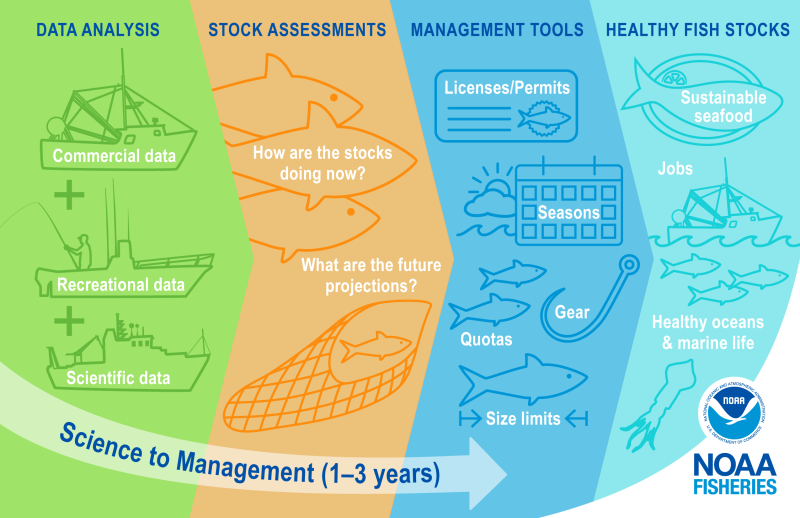 DATA ANALYSIS
Commercial data
+
Recreational data
+
Scientific data
STOCK ASSESSMENTS
How are the stocks
doing now?
What are the future
projections?
MANAGEMENT TOOLS
Licenses/Permits
Seasons
Gear
Quotas
Size limits
HEALTHY FISH STOCKS
Sustainable
seafood
Jobs
Healthy oceans
& marine life
Science to Management (1–3 years)
NATIONAL OCEANIC AND ATMOSPHERIC ADMINISTRATION
NOAA
U.S. DEPARTMENT OF COMMERCE
NOAA
FISHERIES